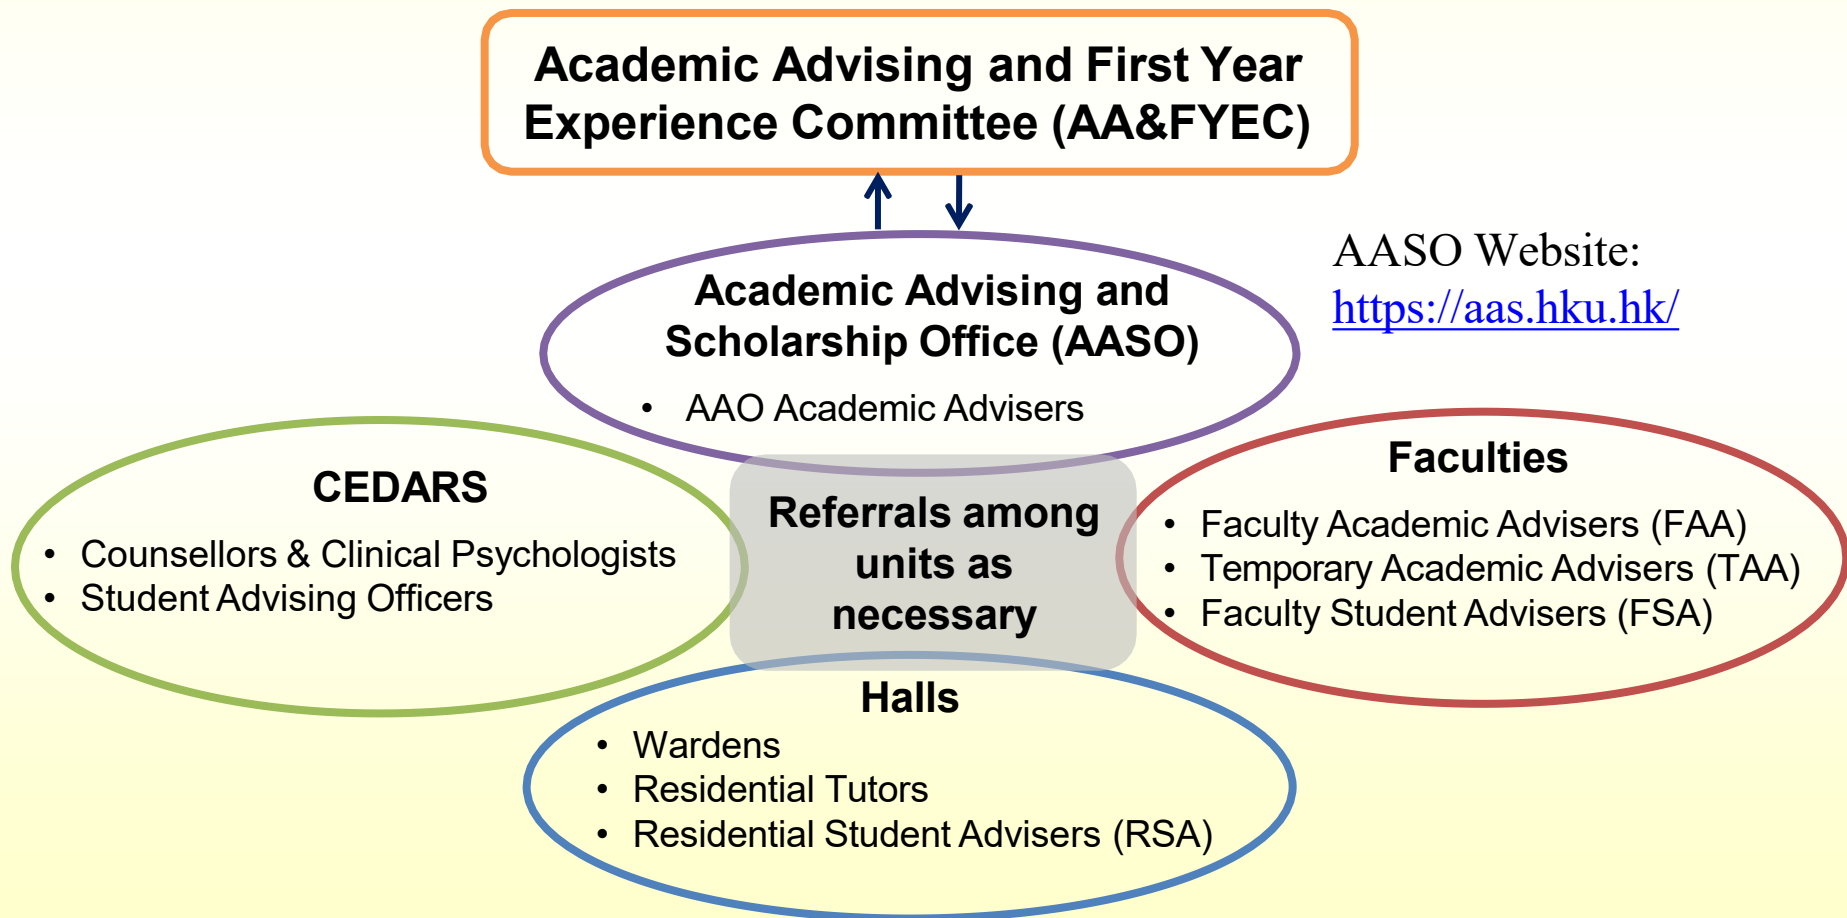 Academic Advising and First Year
Experience Committee (AA&FYEC)
AASO Website:
https://aas.hku.hk/
Academic Advising and
Scholarship Office (AASO)
• AAO Academic Advisers
CEDARS
• Counsellors & Clinical Psychologists
• Student Advising Officers
Referrals among
units as
necessary
Faculties
• Faculty Academic Advisers (FAA)
• Temporary Academic Advisers (TAA)
• Faculty Student Advisers (FSA)
Halls
• Wardens
• Residential Tutors
• Residential Student Advisers (RSA)